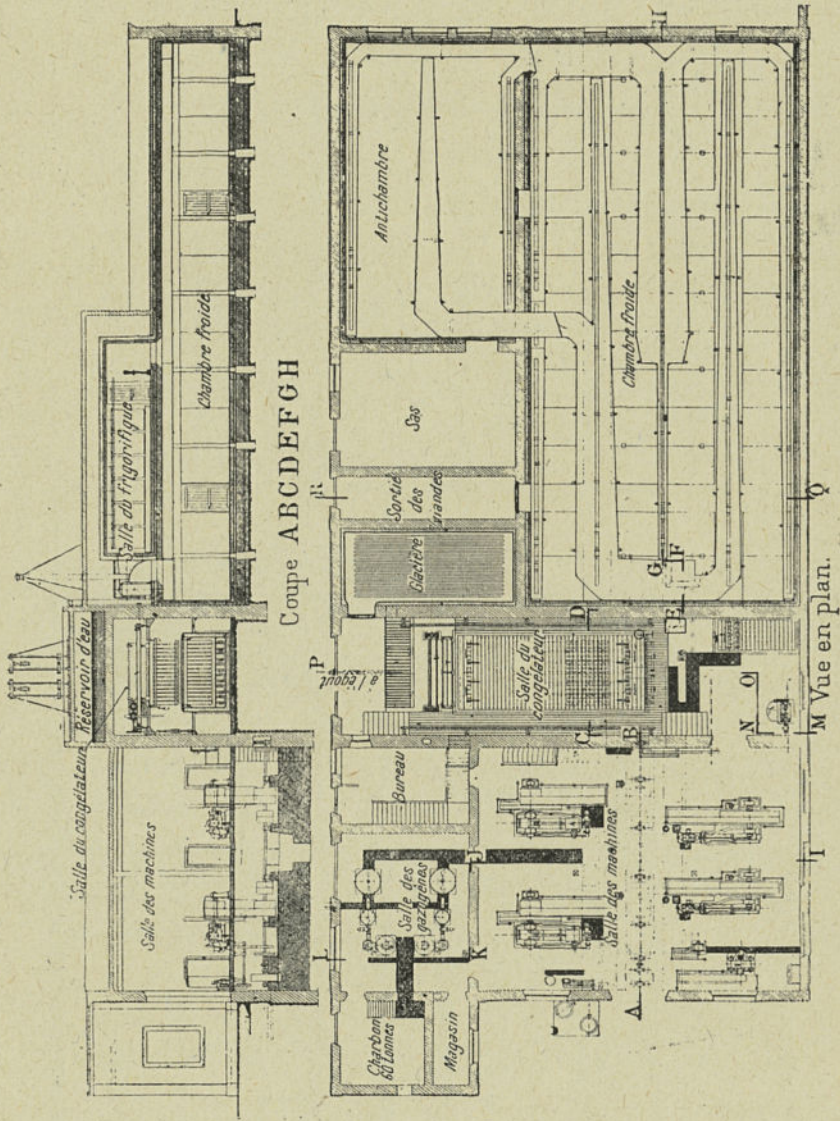 Salle du congélateur
Réservoir d'eau
Salle du frigorifique
Salle des machines
Chambre froide
Coupe ABCDEFGH
L
P
R
à l'égout
Charbon
60 tonnes
Salle des
gazogènes
Bureau
Glacière
Sortie
des
viandes
Sas
Antichambre
Magasin
K
J
Salle du
congélateur
C
D
Chambre froide
A
Salle des machines
B
E
F
G
H
N
O
I
M
Q
Vue en plan.